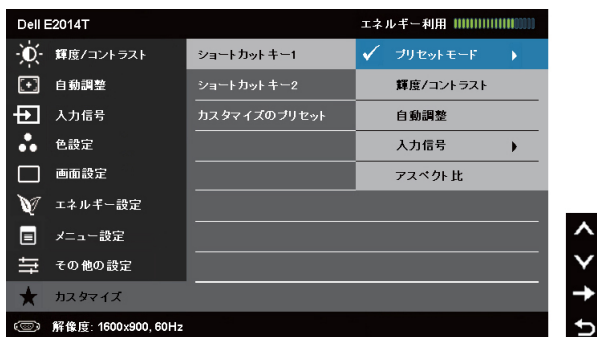 Dell E2014T
エネルギー利用
輝度/コントラスト
自動調整
入力信号
色設定
画面設定
エネルギー設定
メニュー設定
その他の設定
カスタマイズ
ショートカットキー1
ショートカットキー2
カスタマイズのプリセット
プリセットモード
輝度/コントラスト
自動調整
入力信号
アスペクト比
解像度: 1600x900, 60Hz